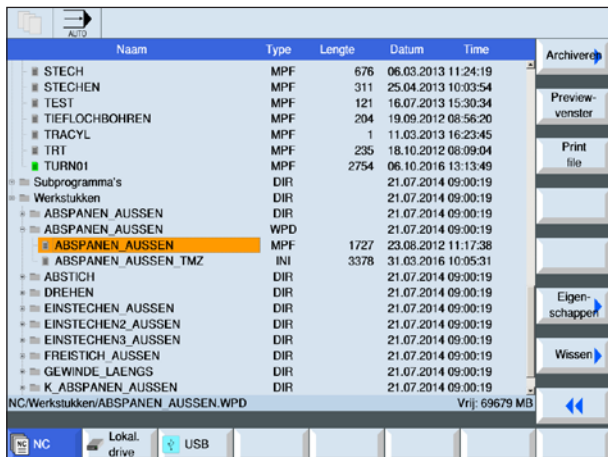 AUTO
Naam Type Lengte Datum Time
STECH MPF 676 06.03.2013 11:24:19
STECHEN MPF 311 25.04.2013 10:03:54
TEST MPF 121 16.07.2013 15:30:34
TIEFLOCHBOHREN MPF 204 19.09.2012 08:56:20
TRACYL MPF 1 11.03.2013 16:23:45
TRT MPF 235 18.10.2012 08:09:04
TURN01 MPF 2754 06.10.2016 13:13:49
Subprogramma's DIR 21.07.2014 09:00:19
Werkstukken DIR 21.07.2014 09:00:19
ABSPANEN_AUSSEN DIR 21.07.2014 09:00:19
ABSPANEN_AUSSEN WPD 21.07.2014 09:00:19
ABSPANEN_AUSSEN MPF 1727 23.08.2012 11:17:38
ABSPANEN_AUSSEN_TMZ INI 3378 31.03.2016 10:05:31
ABSTICH DIR 21.07.2014 09:00:19
DREHEN DIR 21.07.2014 09:00:19
EINSTECHEN_AUSSEN DIR 21.07.2014 09:00:19
EINSTECHEN2_AUSSEN DIR 21.07.2014 09:00:19
EINSTECHEN3_AUSSEN DIR 21.07.2014 09:00:19
FREISTICH_AUSSEN DIR 21.07.2014 09:00:19
GEWINDE_LAENGS DIR 21.07.2014 09:00:19
K_ABSPANEN_AUSSEN DIR 21.07.2014 09:00:19
NC/Werkstukken/ABSPANEN_AUSSEN.WPD Vrij: 69679 MB
Archiveren
Preview-
venster
Print
file
Eigen-
schappen
Wissen
NC
NC
Lokal.
drive
USB